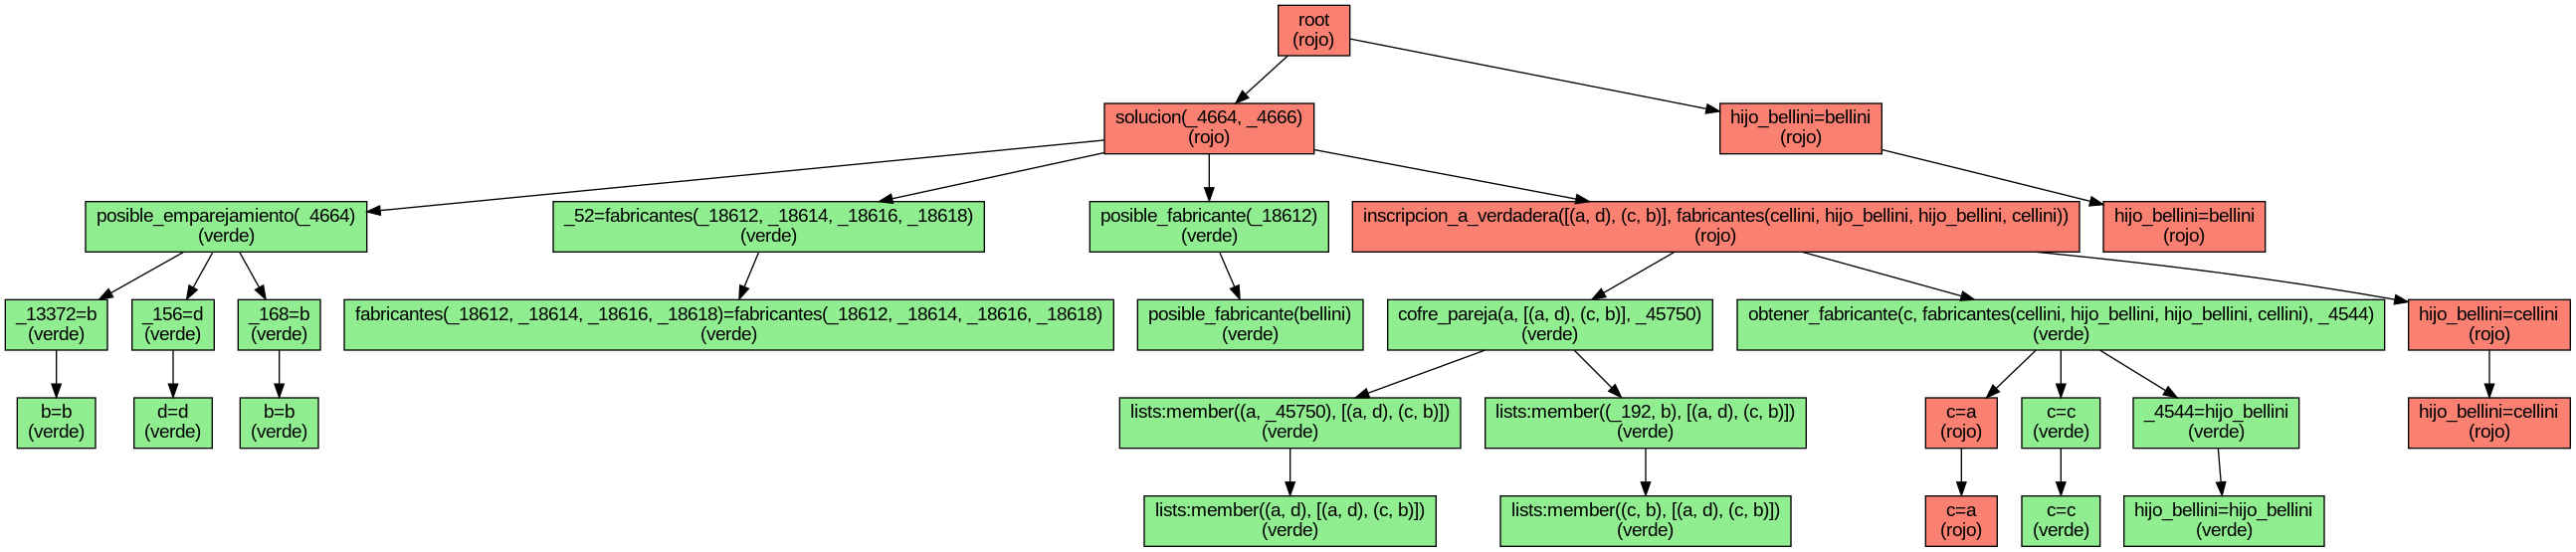 root
(rojo)
solucion(_4664, _4666)
(rojo)
hijo_bellini=bellini
(rojo)
posible_emparejamiento(_4664)
(verde)
_52=fabricantes(_18612, _18614, _18616, _18618)
(verde)
posible_fabricante(_18612)
(verde)
inscripcion_a_verdadera([(a, d), (c, b)], fabricantes(cellini, hijo_bellini, hijo_bellini, cellini))
(rojo)
hijo_bellini=bellini
(rojo)
_13372=b
(verde)
_156=d
(verde)
_168=b
(verde)
fabricantes(_18612, _18614, _18616, _18618)=fabricantes(_18612, _18614, _18616, _18618)
(verde)
posible_fabricante(bellini)
(verde)
cofre_pareja(a, [(a, d), (c, b)], _45750)
(verde)
obtener_fabricante(c, fabricantes(cellini, hijo_bellini, hijo_bellini, cellini), _4544)
(verde)
hijo_bellini=cellini
(rojo)
b=b
(verde)
d=d
(verde)
b=b
(verde)
lists:member((a, _45750), [(a, d), (c, b)])
(verde)
lists:member((_192, b), [(a, d), (c, b)])
(verde)
c=a
(rojo)
c=c
(verde)
_4544=hijo_bellini
(verde)
hijo_bellini=cellini
(rojo)
lists:member((a, d), [(a, d), (c, b)])
(verde)
lists:member((c, b), [(a, d), (c, b)])
(verde)
c=a
(rojo)
c=c
(verde)
hijo_bellini=hijo_bellini
(verde)